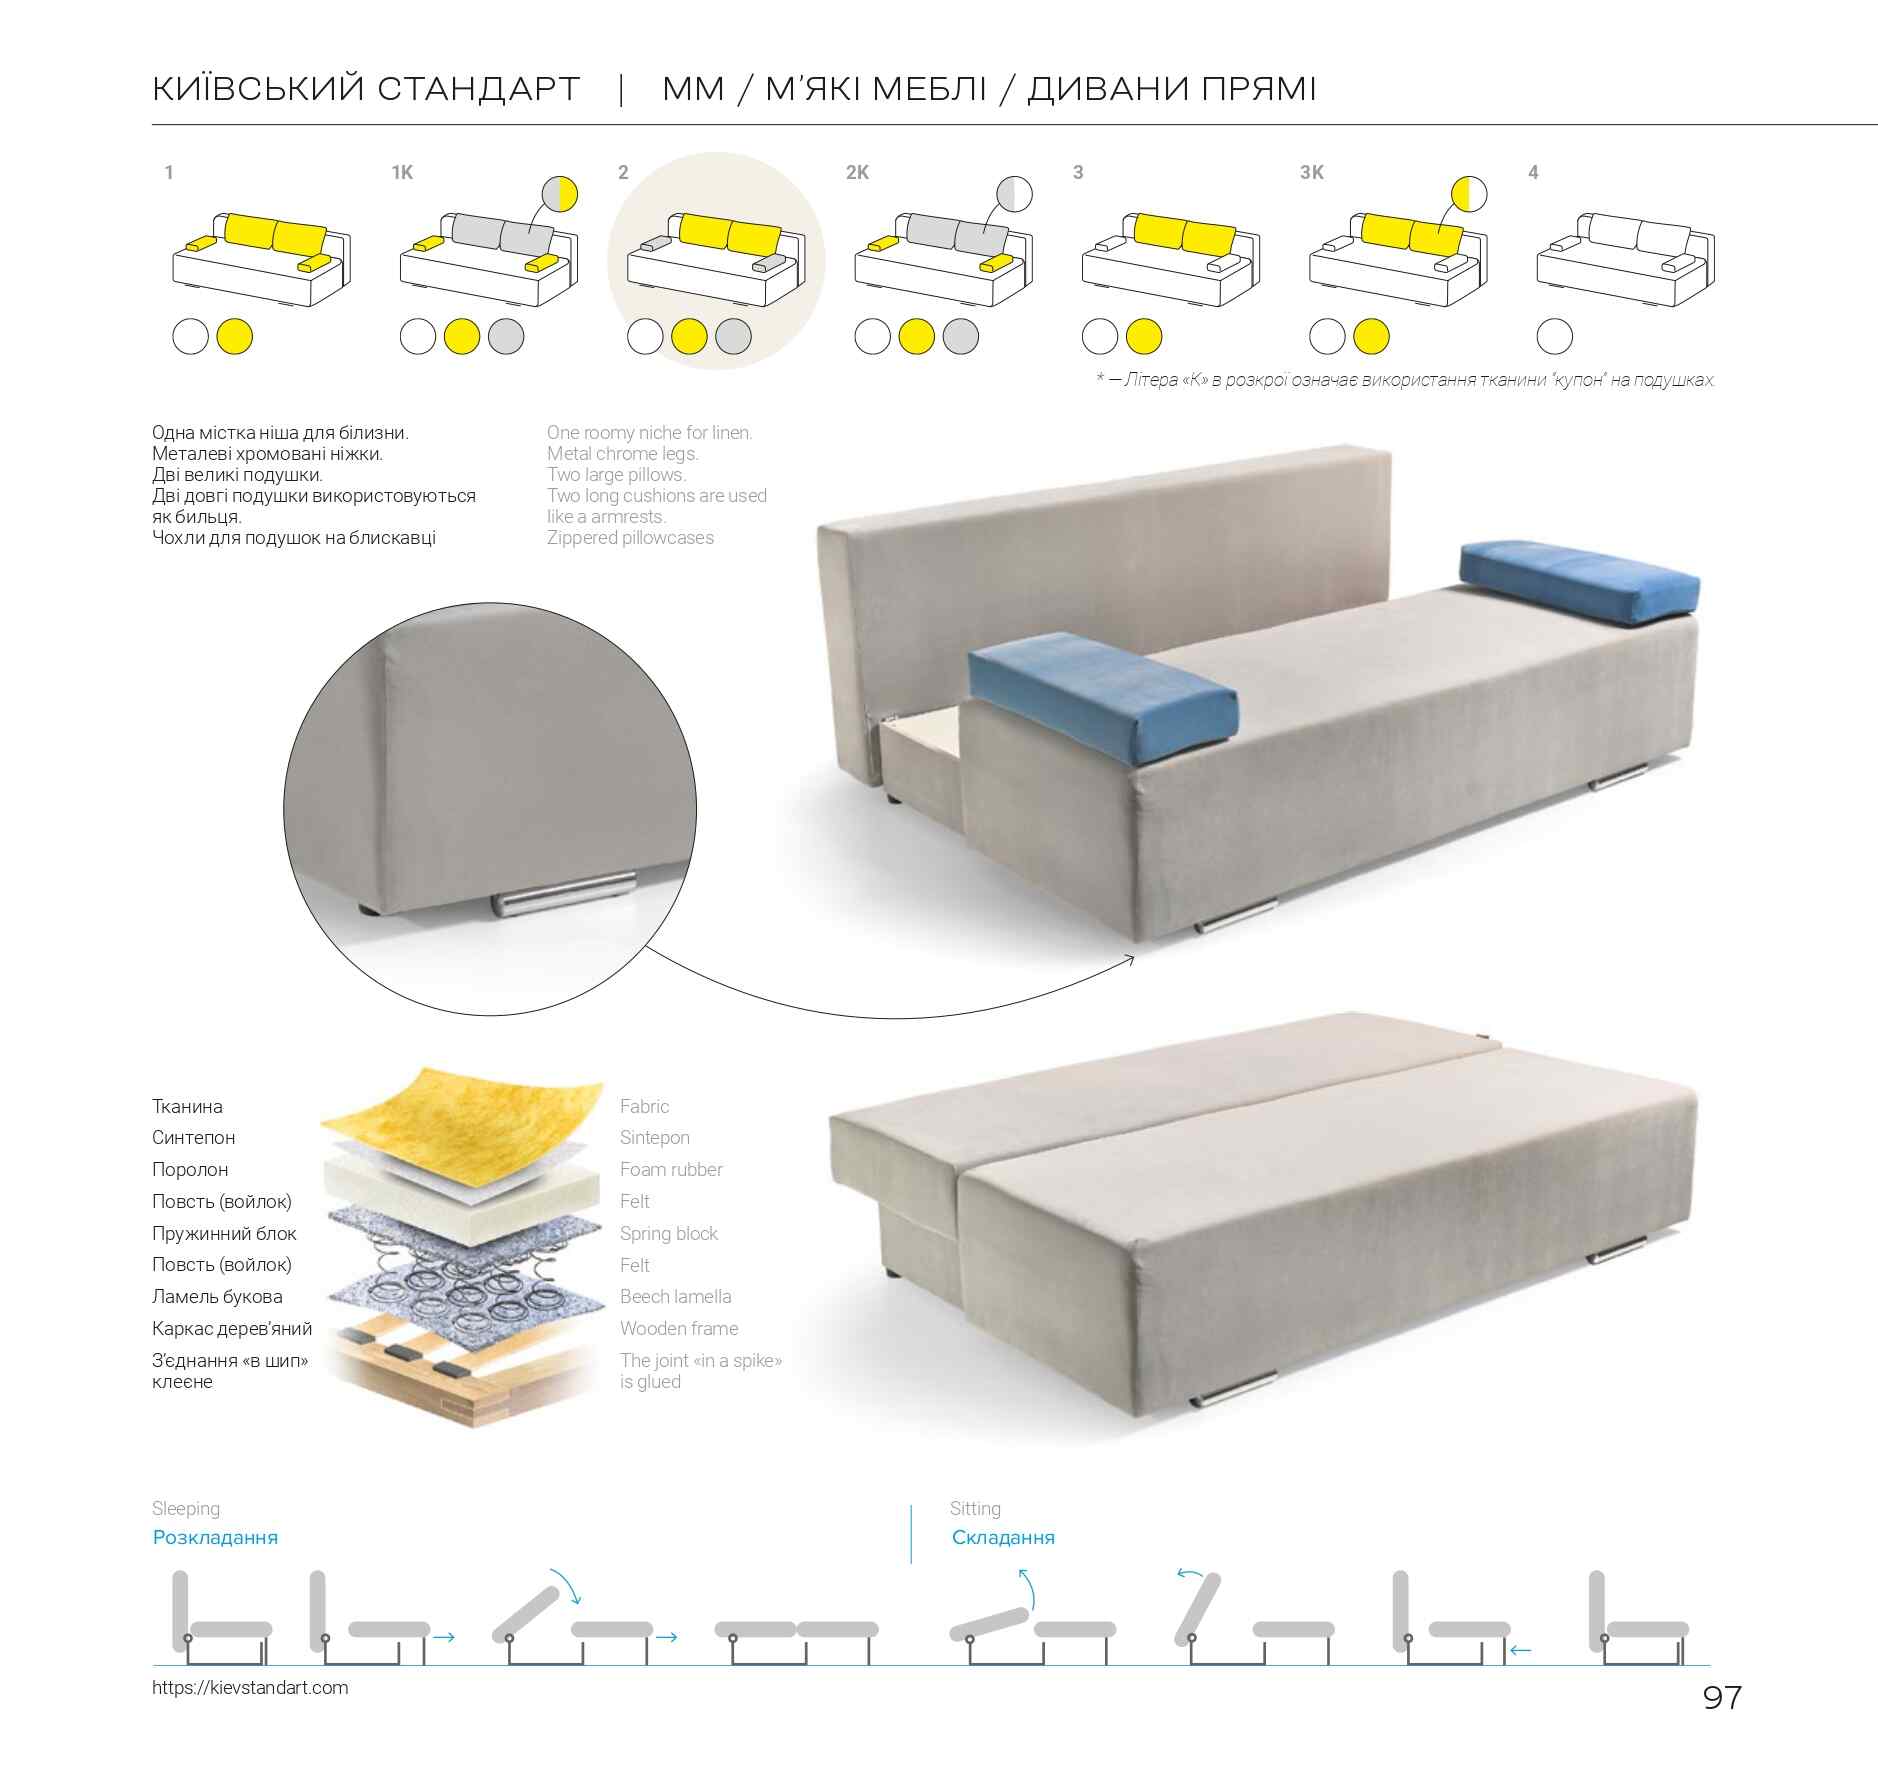 КИЇВСЬКИЙ СТАНДАРТ | ММ / М’ЯКІ МЕБЛІ / ДИВАНИ ПРЯМІ
1 1K 2 2K 3 3K 4
* — Літера «К» в розкрої означає використання тканини “купон” на подушках.
Одна містка ніша для білизни.
Металеві хромовані ніжки.
Дві великі подушки.
Дві довгі подушки використовуються
як бильця.
Чохли для подушок на блискавці
One roomy niche for linen.
Metal chrome legs.
Two large pillows.
Two long cushions are used
like a armrests.
Zippered pillowcases
Тканина
Синтепон
Поролон
Повсть (войлок)
Пружинний блок
Повсть (войлок)
Ламель букова
Каркас дерев’яний
З’єднання «в шип»
клеєне
Fabric
Sintepon
Foam rubber
Felt
Spring block
Felt
Beech lamella
Wooden frame
The joint «in a spike»
is glued
Sleeping
Розкладання
Sitting
Складання
https://kievstandart.com
97